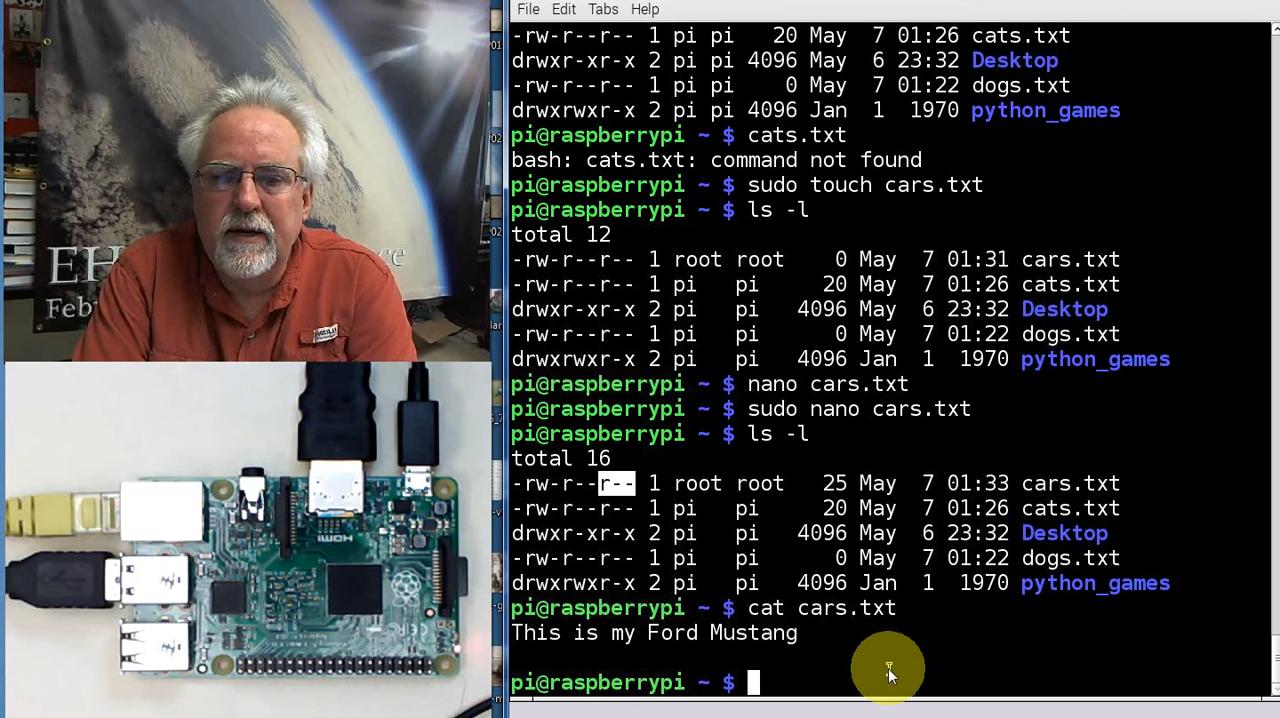 File Edit Tabs Help
-rw-r--r-- 1 pi pi 20 May 7 01:26 cats.txt
drwxr-xr-x 2 pi pi 4096 May 6 23:32 Desktop
-rw-r--r-- 1 pi pi 0 May 7 01:22 dogs.txt
drwxrwxr-x 2 pi pi 4096 Jan 1 1970 python_games
pi@raspberrypi ~ $ cats.txt
bash: cats.txt: command not found
pi@raspberrypi ~ $ sudo touch cars.txt
pi@raspberrypi ~ $ ls -l
total 12
-rw-r--r-- 1 root root 0 May 7 01:31 cars.txt
-rw-r--r-- 1 pi pi 20 May 7 01:26 cats.txt
drwxr-xr-x 2 pi pi 4096 May 6 23:32 Desktop
-rw-r--r-- 1 pi pi 0 May 7 01:22 dogs.txt
drwxrwxr-x 2 pi pi 4096 Jan 1 1970 python_games
pi@raspberrypi ~ $ nano cars.txt
pi@raspberrypi ~ $ sudo nano cars.txt
pi@raspberrypi ~ $ ls -l
total 16
-rw-r--r-- 1 root root 25 May 7 01:33 cars.txt
-rw-r--r-- 1 pi pi 20 May 7 01:26 cats.txt
drwxr-xr-x 2 pi pi 4096 May 6 23:32 Desktop
-rw-r--r-- 1 pi pi 0 May 7 01:22 dogs.txt
drwxrwxr-x 2 pi pi 4096 Jan 1 1970 python_games
pi@raspberrypi ~ $ cat cars.txt
This is my Ford Mustang
pi@raspberrypi ~ $
EH
Feb
HDMI